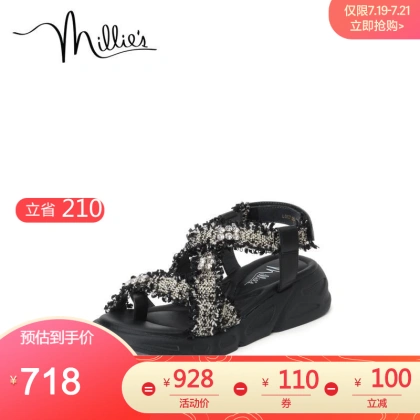 Millie's
仅限7.19-7.21
立即抢购>
立省 210
Millie's
预估到手价
¥ 718 = ¥ 928 - ¥ 110 - ¥ 100
活动价 券 立减